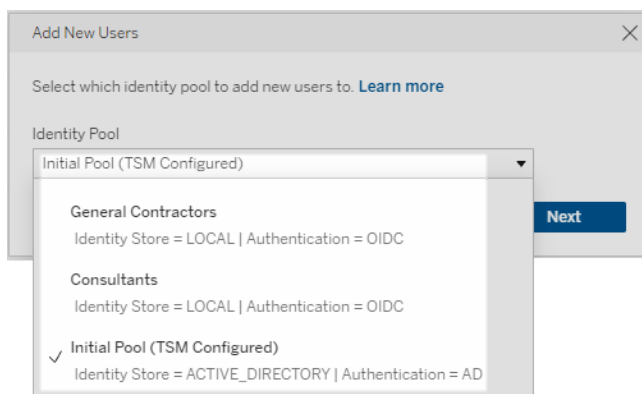 Add New Users
Select which identity pool to add new users to. Learn more
Identity Pool
Initial Pool (TSM Configured)
General Contractors
Identity Store = LOCAL | Authentication = OIDC
Next
Consultants
Identity Store = LOCAL | Authentication = OIDC
Initial Pool (TSM Configured)
Identity Store = ACTIVE_DIRECTORY | Authentication = AD